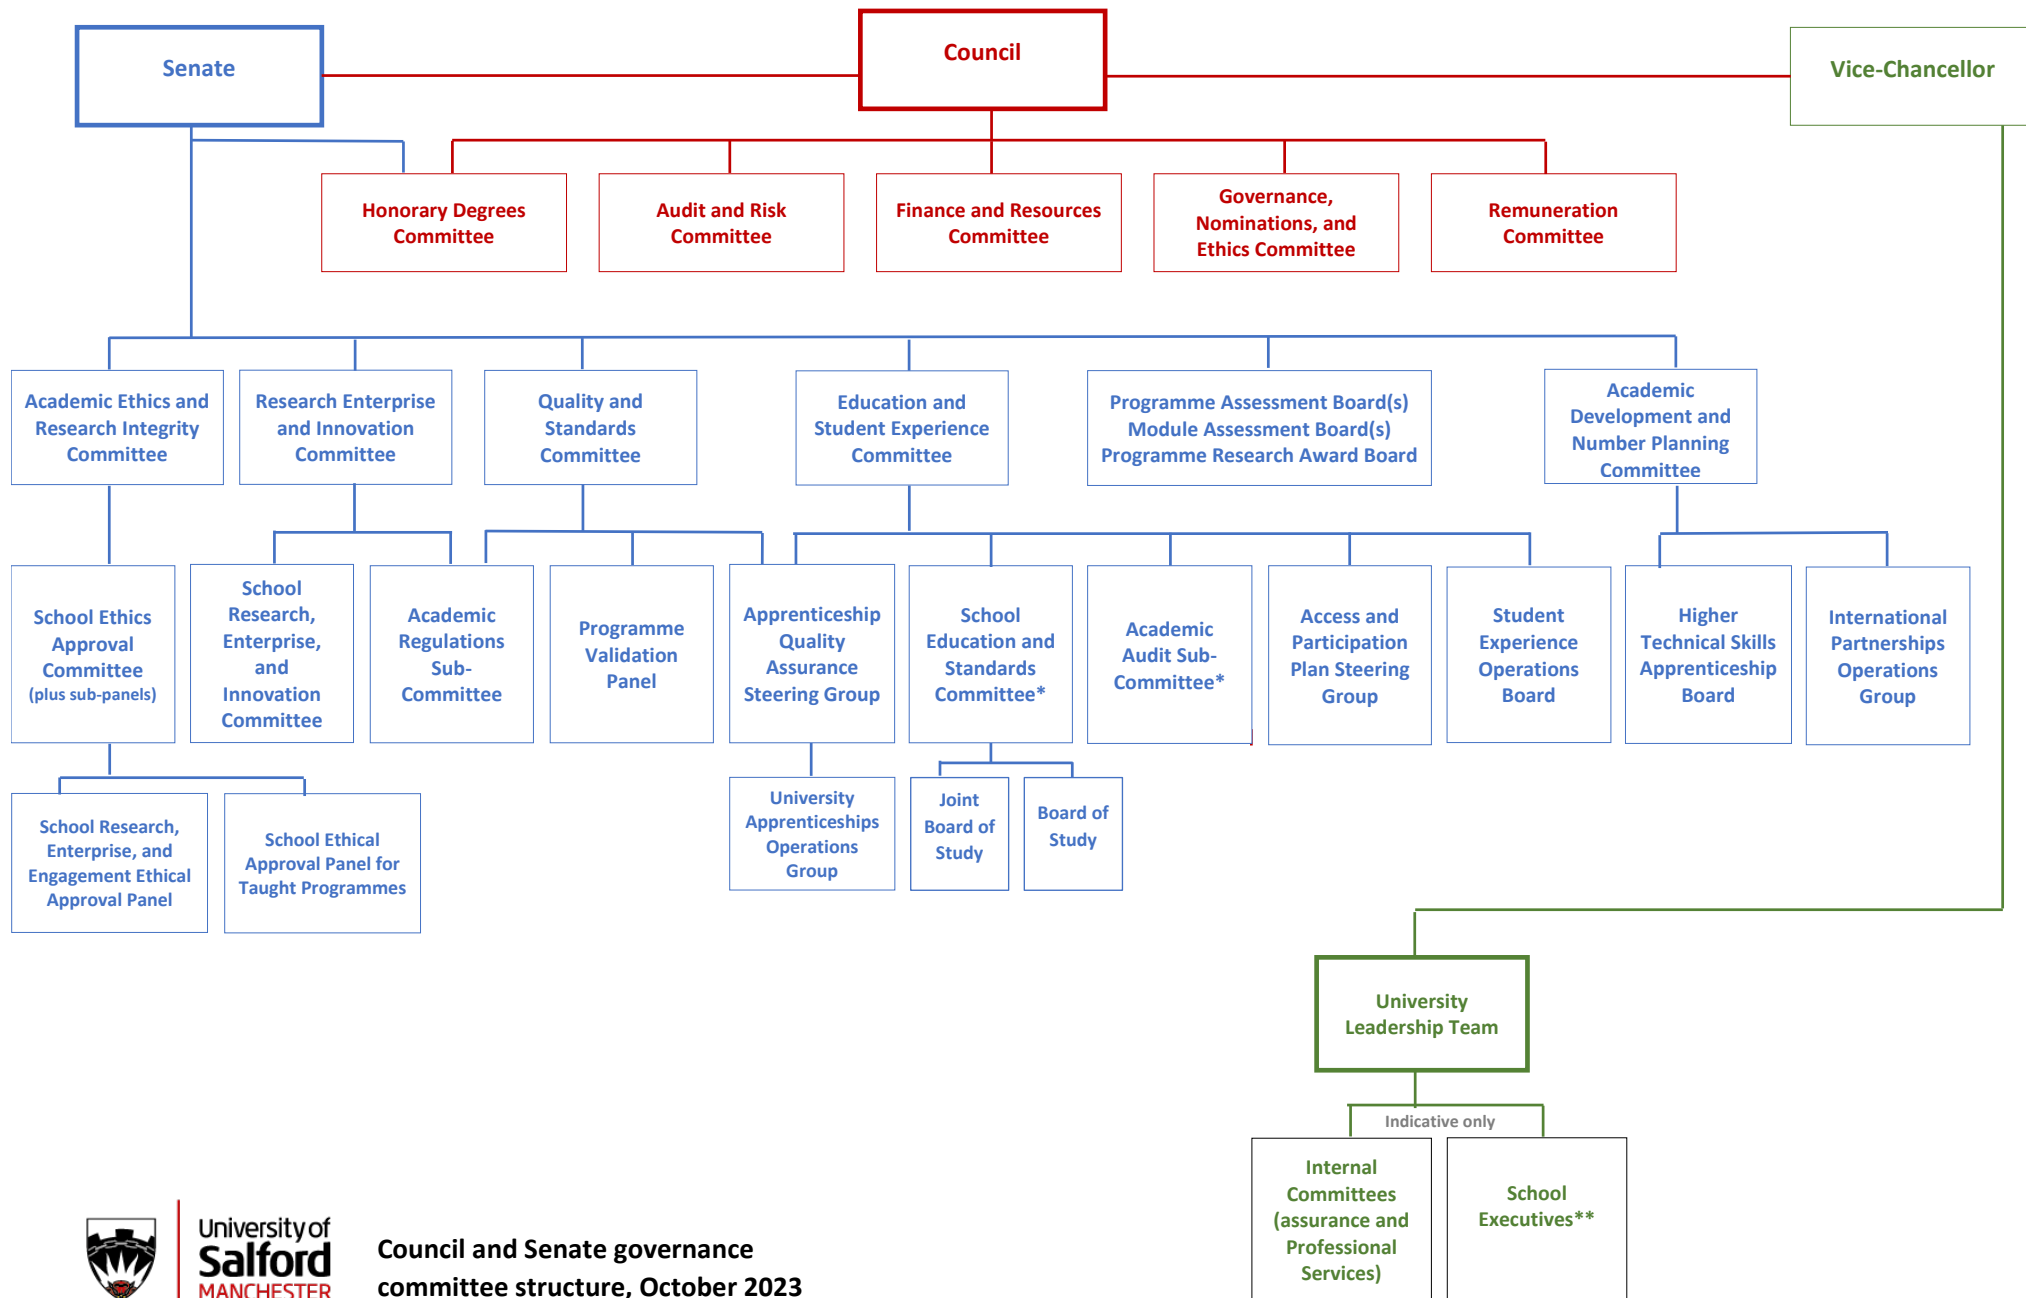 Senate
Council
Vice-Chancellor
Honorary Degrees
Committee
Audit and Risk
Committee
Finance and Resources
Committee
Governance,
Nominations, and
Ethics Committee
Remuneration
Committee
Academic Ethics and
Research Integrity
Committee
Research Enterprise
and Innovation
Committee
Quality and
Standards
Committee
Education and
Student Experience
Committee
Programme Assessment Board(s)
Module Assessment Board(s)
Programme Research Award Board
Academic
Development and
Number Planning
Committee
School Ethics
Approval
Committee
(plus sub-panels)
School
Research,
Enterprise,
and
Innovation
Committee
Academic
Regulations
Sub-
Committee
Programme
Validation
Panel
Apprenticeship
Quality
Assurance
Steering Group
School
Education and
Standards
Committee*
Academic
Audit Sub-
Committee*
Access and
Participation
Plan Steering
Group
Student
Experience
Operations
Board
Higher
Technical Skills
Apprenticeship
Board
International
Partnerships
Operations
Group
School Research,
Enterprise, and
Engagement Ethical
Approval Panel
School Ethical
Approval Panel for
Taught Programmes
University
Apprenticeships
Operations
Group
Joint
Board of
Study
Board of
Study
University
Leadership Team
Indicative only
Internal
Committees
(assurance and
Professional
Services)
School
Executives**
University of
Salford
MANCHESTER
Council and Senate governance
committee structure, October 2023